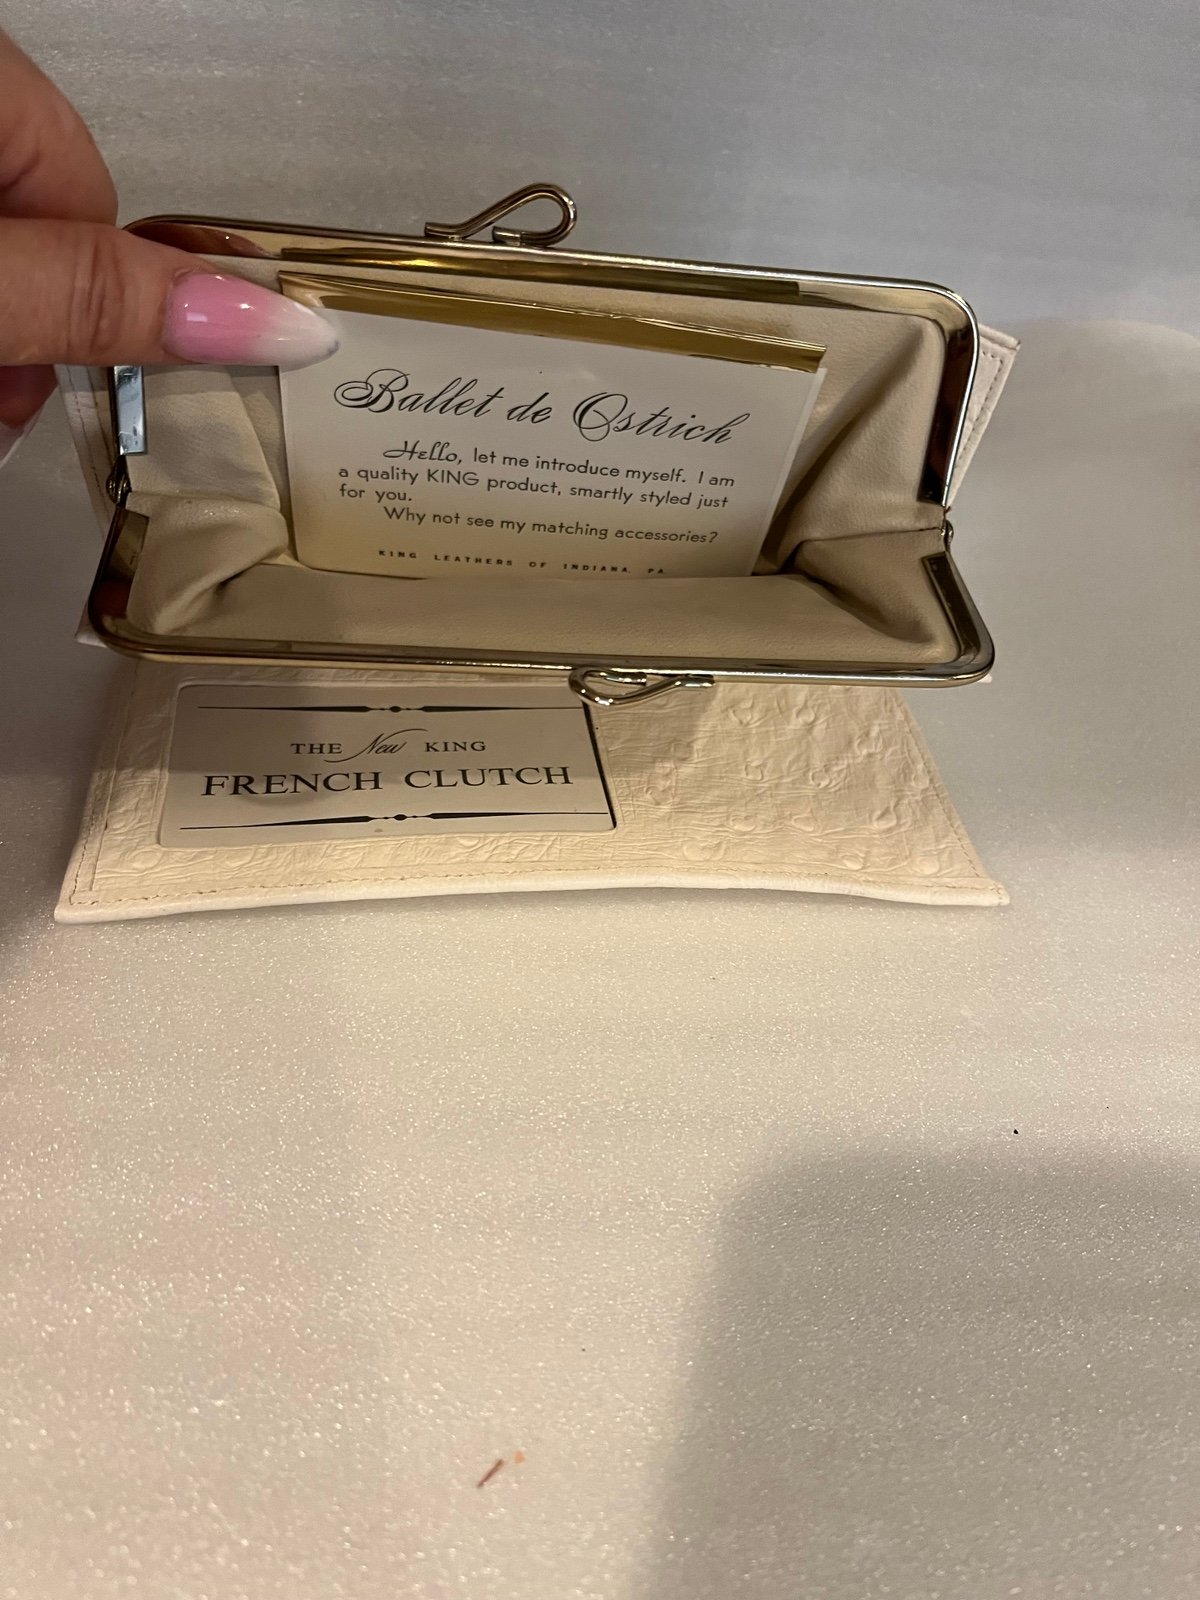 Ballet de Ostrich
Hello, let me introduce myself. I am
a quality KING product, smartly styled just
for you.
Why not see my matching accessories?
KING LEATHERS OF INDIANA, PA.
THE New KING
FRENCH CLUTCH